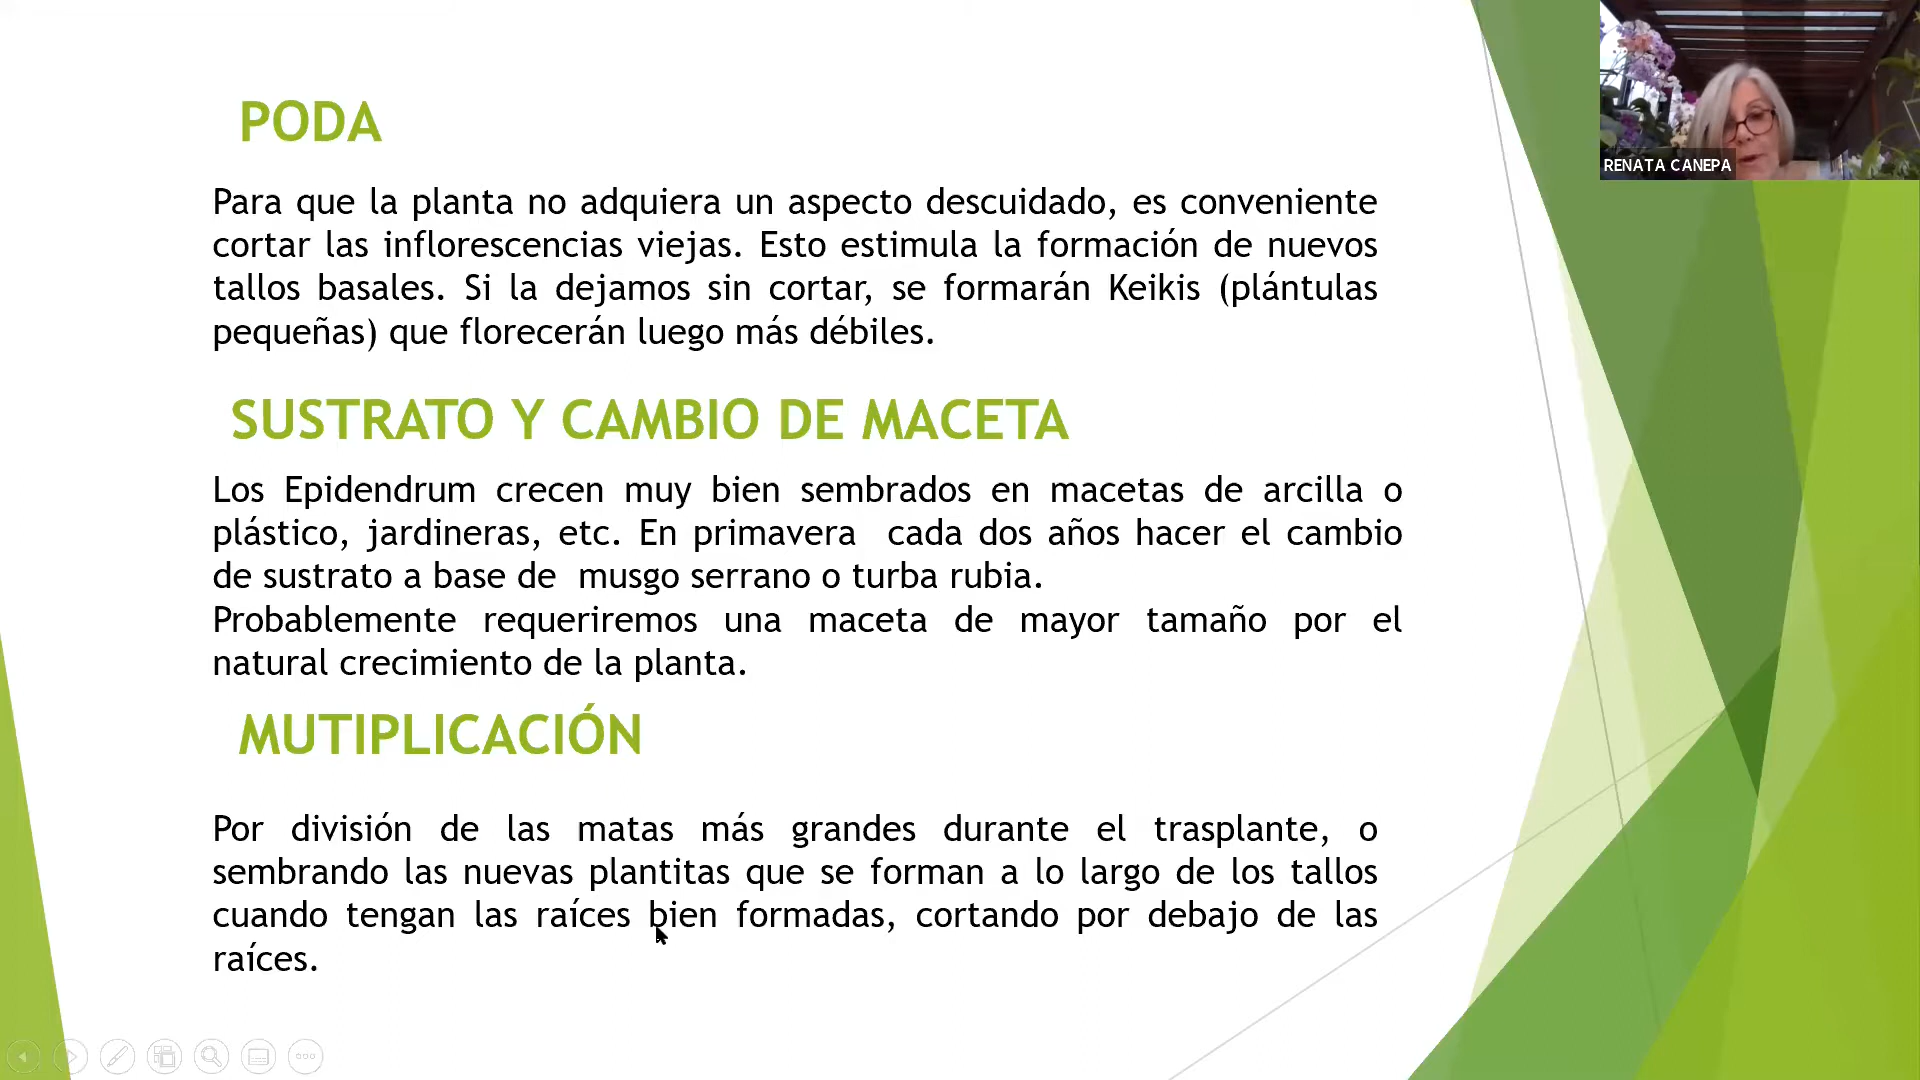 PODA
RENATA CANEPA
Para que la planta no adquiera un aspecto descuidado, es conveniente
cortar las inflorescencias viejas. Esto estimula la formación de nuevos
tallos basales. Si la dejamos sin cortar, se formarán Keikis (plántulas
pequeñas) que florecerán luego más débiles.
SUSTRATO Y CAMBIO DE MACETA
Los Epidendrum crecen muy bien sembrados en macetas de arcilla o
plástico, jardineras, etc. En primavera cada dos años hacer el cambio
de sustrato a base de musgo serrano o turba rubia.
Probablemente requeriremos una maceta de mayor tamaño por el
natural crecimiento de la planta.
MUTIPLICACIÓN
Por división de las matas más grandes durante el trasplante, o
sembrando las nuevas plantitas que se forman a lo largo de los tallos
cuando tengan las raíces bien formadas, cortando por debajo de las
raíces.